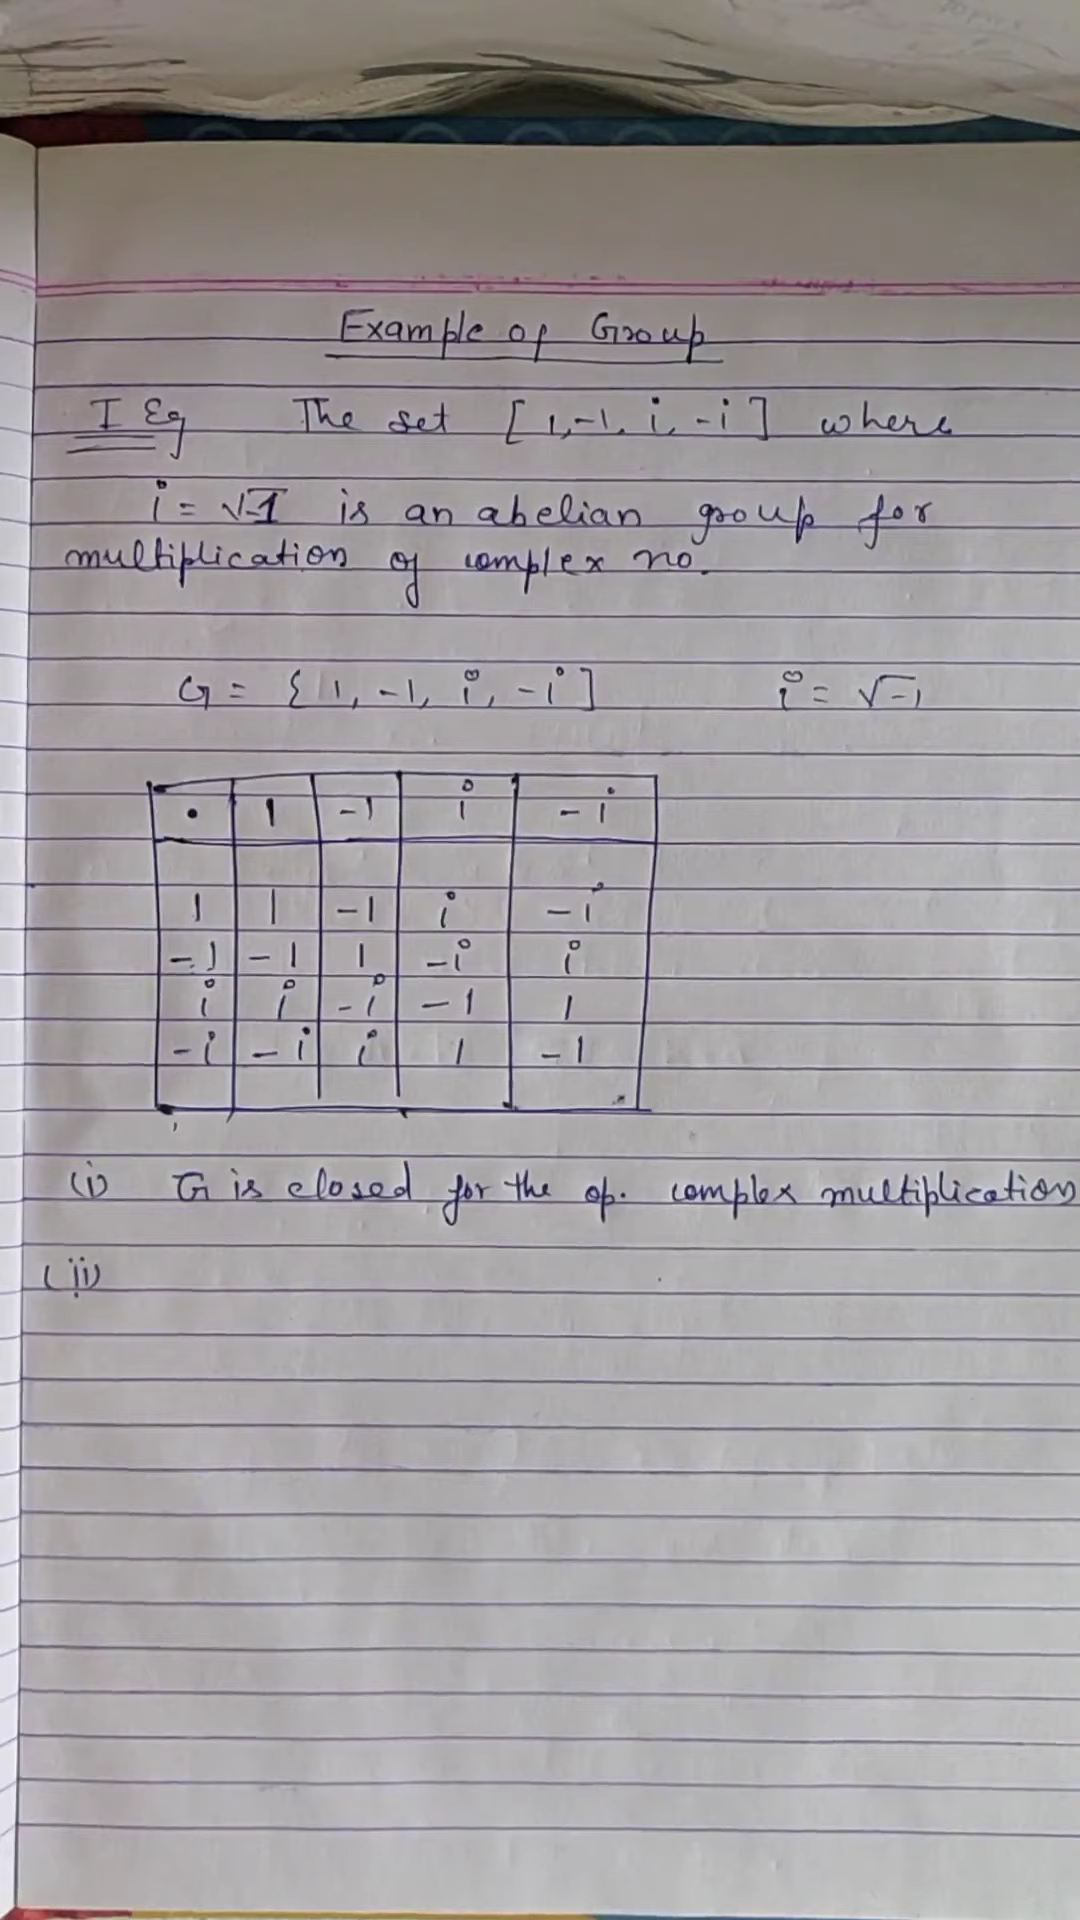 Example of Group
I Eg The set [1,-1, i, -i] where
i = √-1 is an abelian group for
multiplication of complex no.
G = {1, -1, i, -i] i = √-1
• 1 -1 i -i
1 1 -1 i -i
-1 -1 1 -i i
i i -i -1 1
-i -i i 1 -1
(i) G is closed for the op. complex multiplication
(ii)